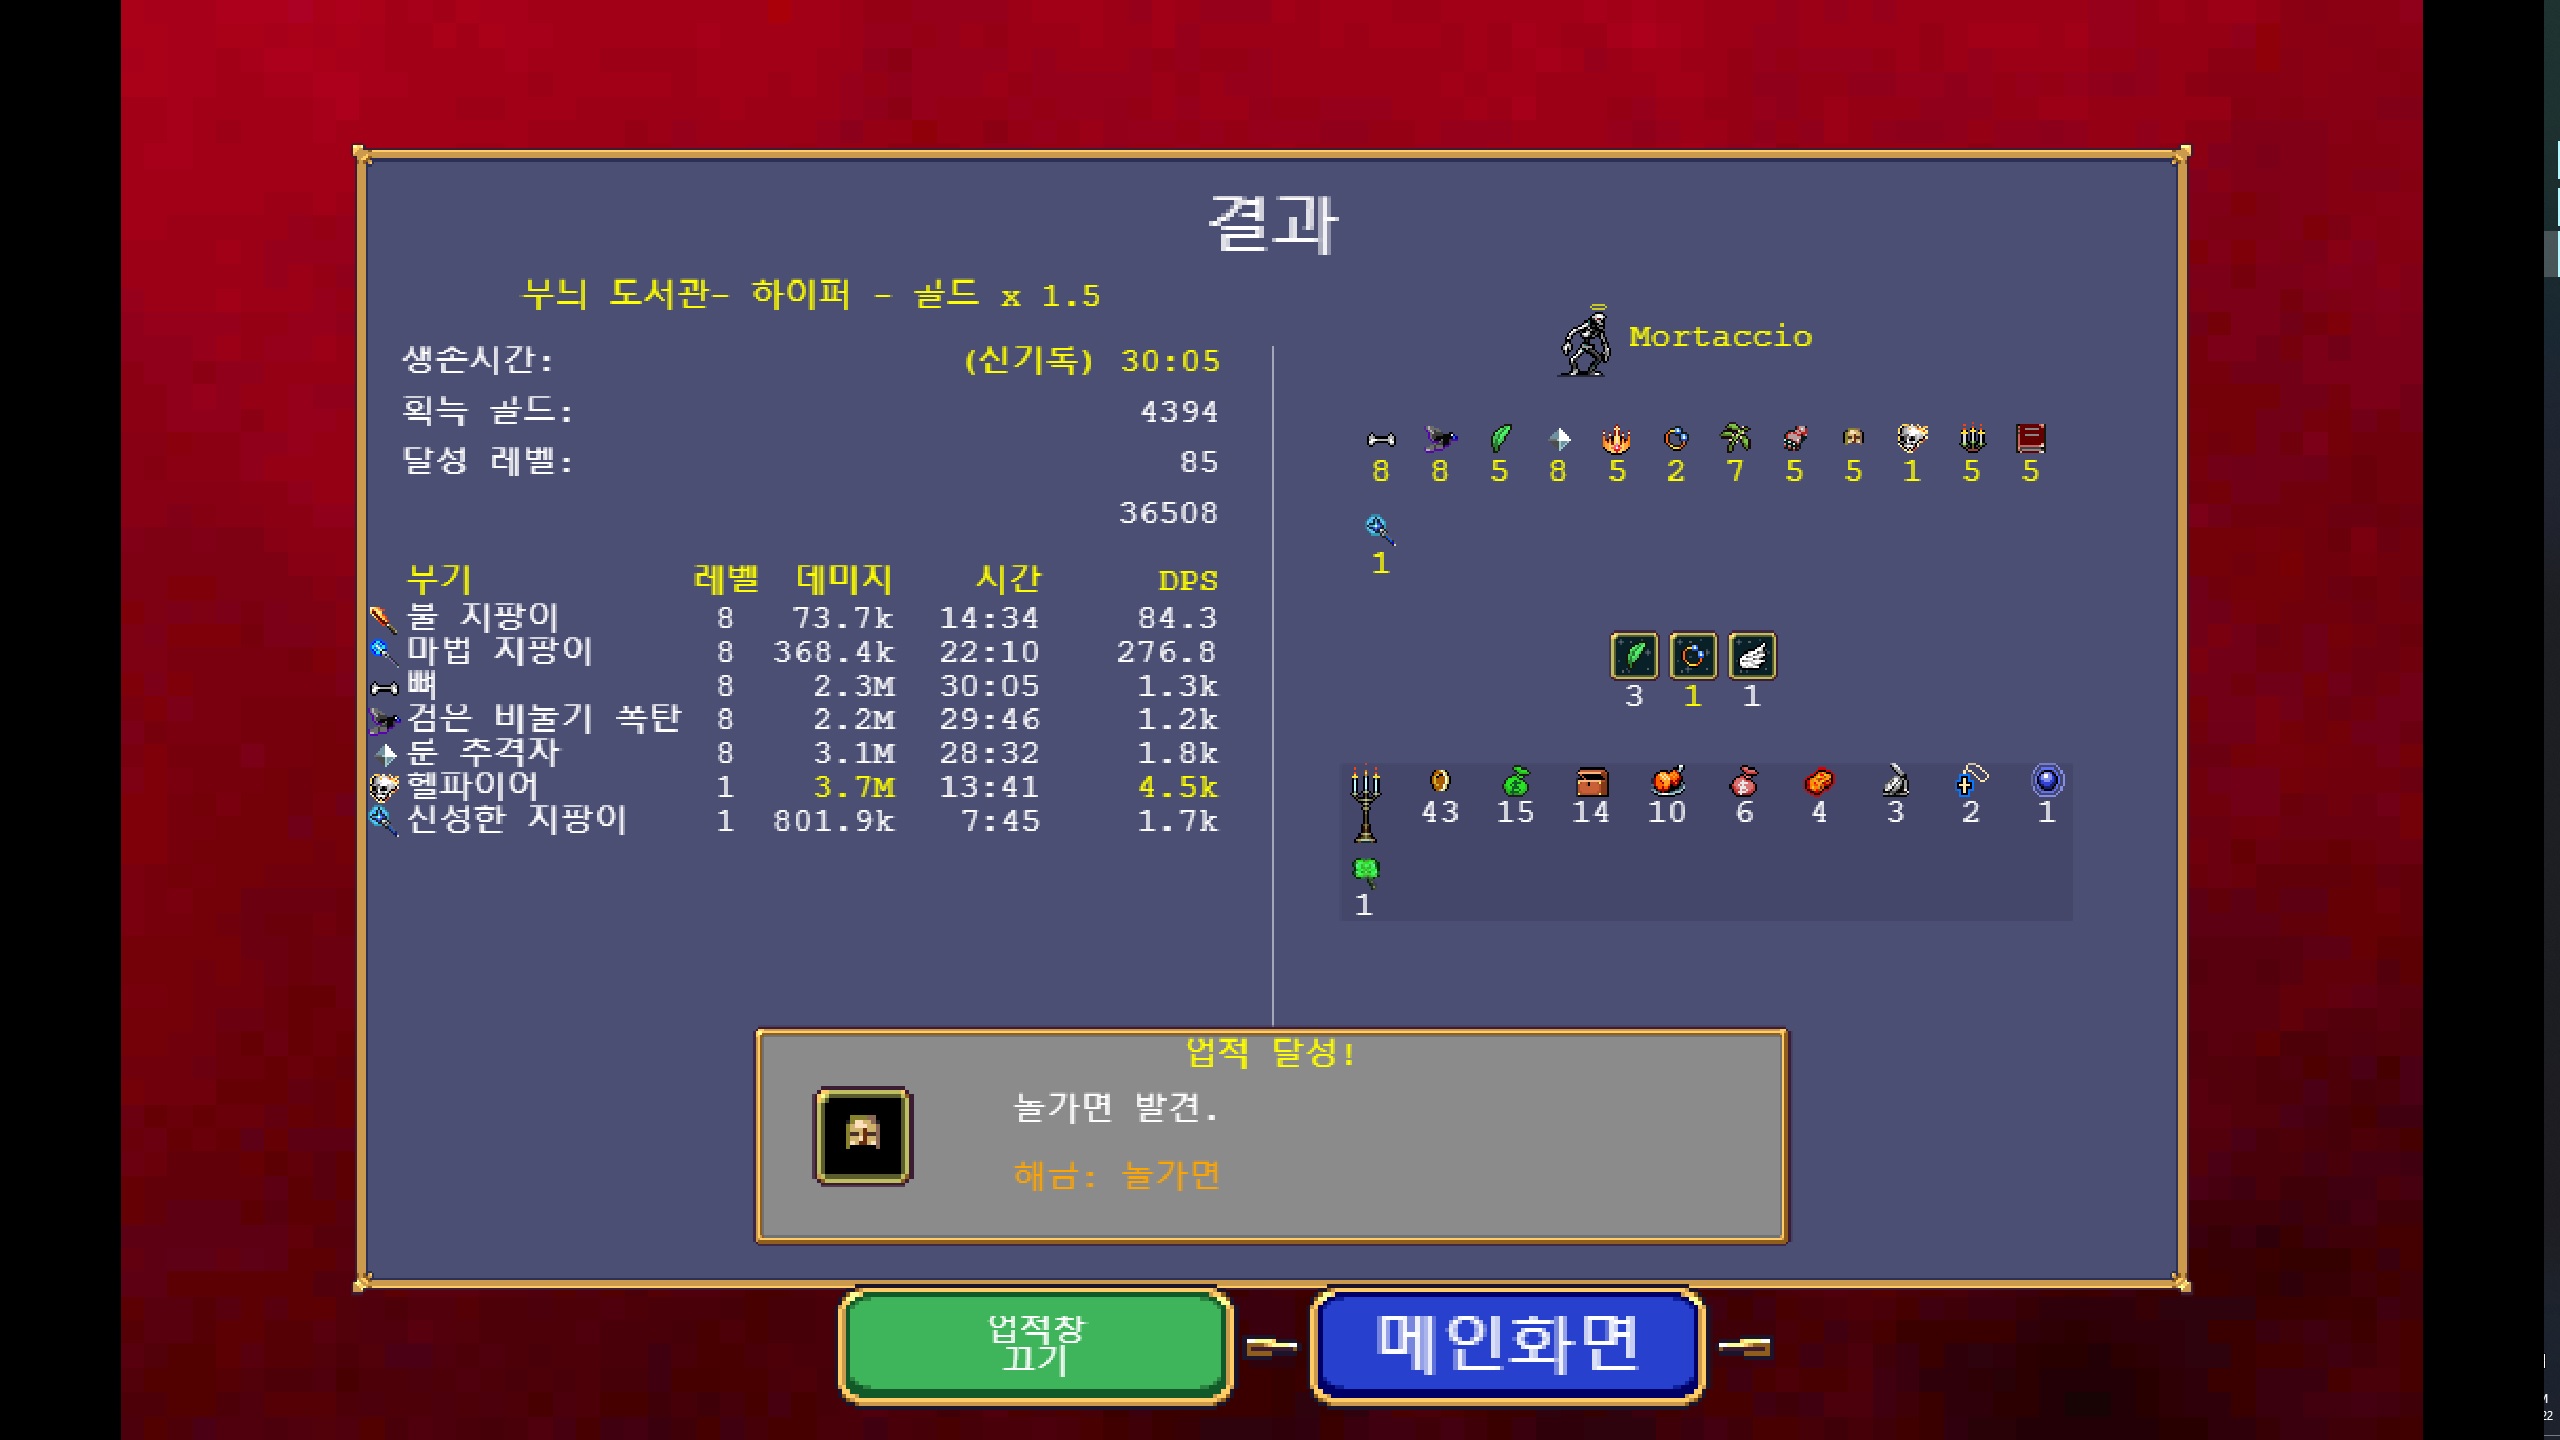 결과
무늬 도서관- 하이퍼 - 골드 x 1.5
생존시간: (신기록) 30:05
획득 골드: 4394
달성 레벨: 85
36508
무기 레벨 데미지 시간 DPS
불 지팡이 8 73.7k 14:34 84.3
마법 지팡이 8 368.4k 22:10 276.8
뼈 8 2.3M 30:05 1.3k
검은 비둘기 폭탄 8 2.2M 29:46 1.2k
룬 추격자 8 3.1M 28:32 1.8k
헬파이어 1 3.7M 13:41 4.5k
신성한 지팡이 1 801.9k 7:45 1.7k
Mortaccio
8 8 5 8 5 2 7 5 5 1 5 5
1
3 1 1
43 15 14 10 6 4 3 2 1
1
업적 달성!
돌가면 발견.
해금: 돌가면
업적창
끄기
메인화면